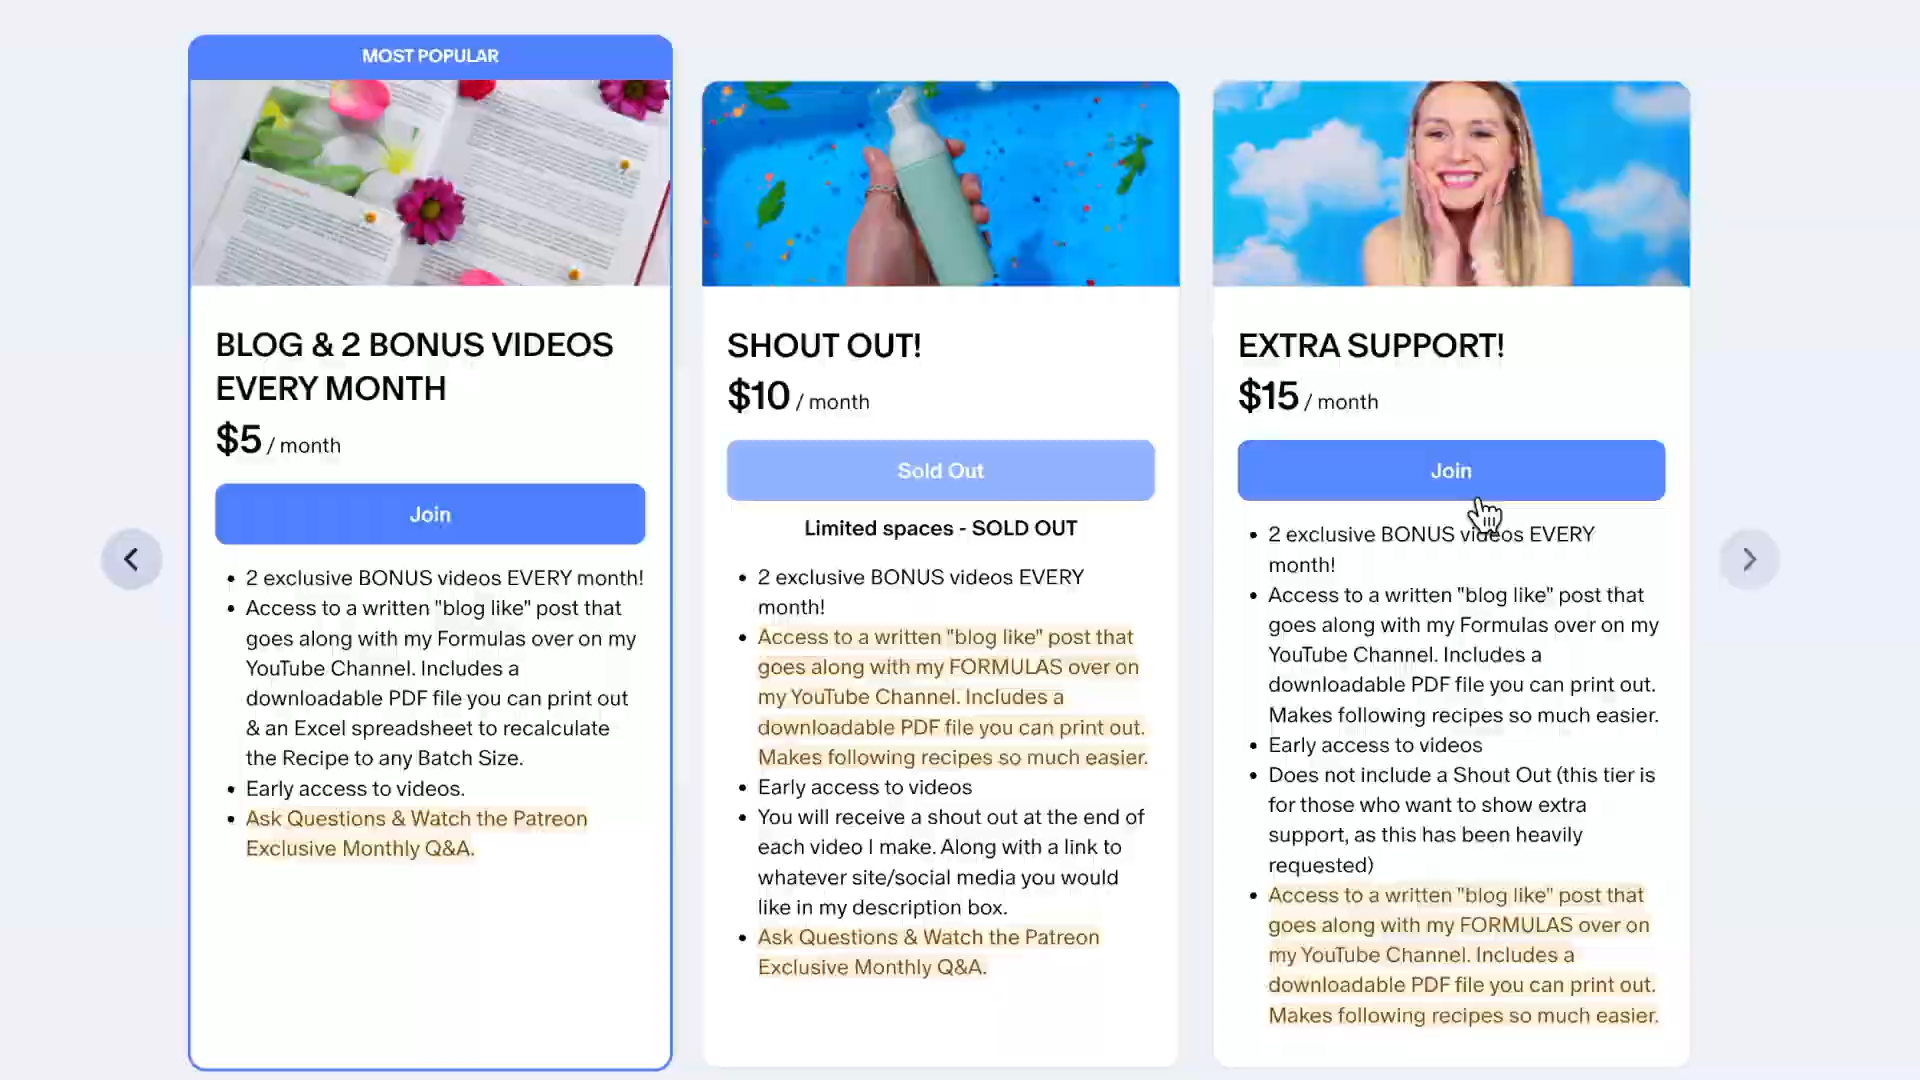 MOST POPULAR
BLOG & 2 BONUS VIDEOS
EVERY MONTH
$5 / month
Join
• 2 exclusive BONUS videos EVERY month!
• Access to a written "blog like" post that
goes along with my Formulas over on my
YouTube Channel. Includes a
downloadable PDF file you can print out
& an Excel spreadsheet to recalculate
the Recipe to any Batch Size.
• Early access to videos.
• Ask Questions & Watch the Patreon
Exclusive Monthly Q&A.
SHOUT OUT!
$10 / month
Sold Out
Limited spaces - SOLD OUT
• 2 exclusive BONUS videos EVERY
month!
• Access to a written "blog like" post that
goes along with my FORMULAS over on
my YouTube Channel. Includes a
downloadable PDF file you can print out.
Makes following recipes so much easier.
• Early access to videos
• You will receive a shout out at the end of
each video I make. Along with a link to
whatever site/social media you would
like in my description box.
• Ask Questions & Watch the Patreon
Exclusive Monthly Q&A.
EXTRA SUPPORT!
$15 / month
Join
• 2 exclusive BONUS videos EVERY
month!
• Access to a written "blog like" post that
goes along with my Formulas over on my
YouTube Channel. Includes a
downloadable PDF file you can print out.
Makes following recipes so much easier.
• Early access to videos
• Does not include a Shout Out (this tier is
for those who want to show extra
support, as this has been heavily
requested)
• Access to a written "blog like" post that
goes along with my FORMULAS over on
my YouTube Channel. Includes a
downloadable PDF file you can print out.
Makes following recipes so much easier.